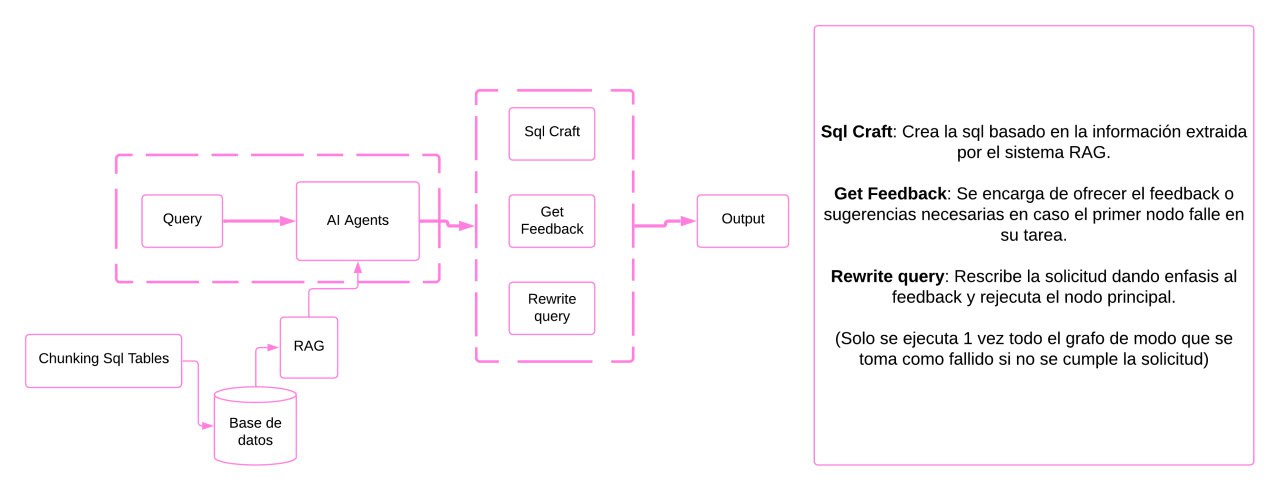 Sql Craft
Query
AI Agents
Get
Feedback
Output
Rewrite
query
RAG
Chunking Sql Tables
Base de
datos
Sql Craft: Crea la sql basado en la información extraida
por el sistema RAG.
Get Feedback: Se encarga de ofrecer el feedback o
sugerencias necesarias en caso el primer nodo falle en
su tarea.
Rewrite query: Rescribe la solicitud dando enfasis al
feedback y rejecuta el nodo principal.
(Solo se ejecuta 1 vez todo el grafo de modo que se
toma como fallido si no se cumple la solicitud)